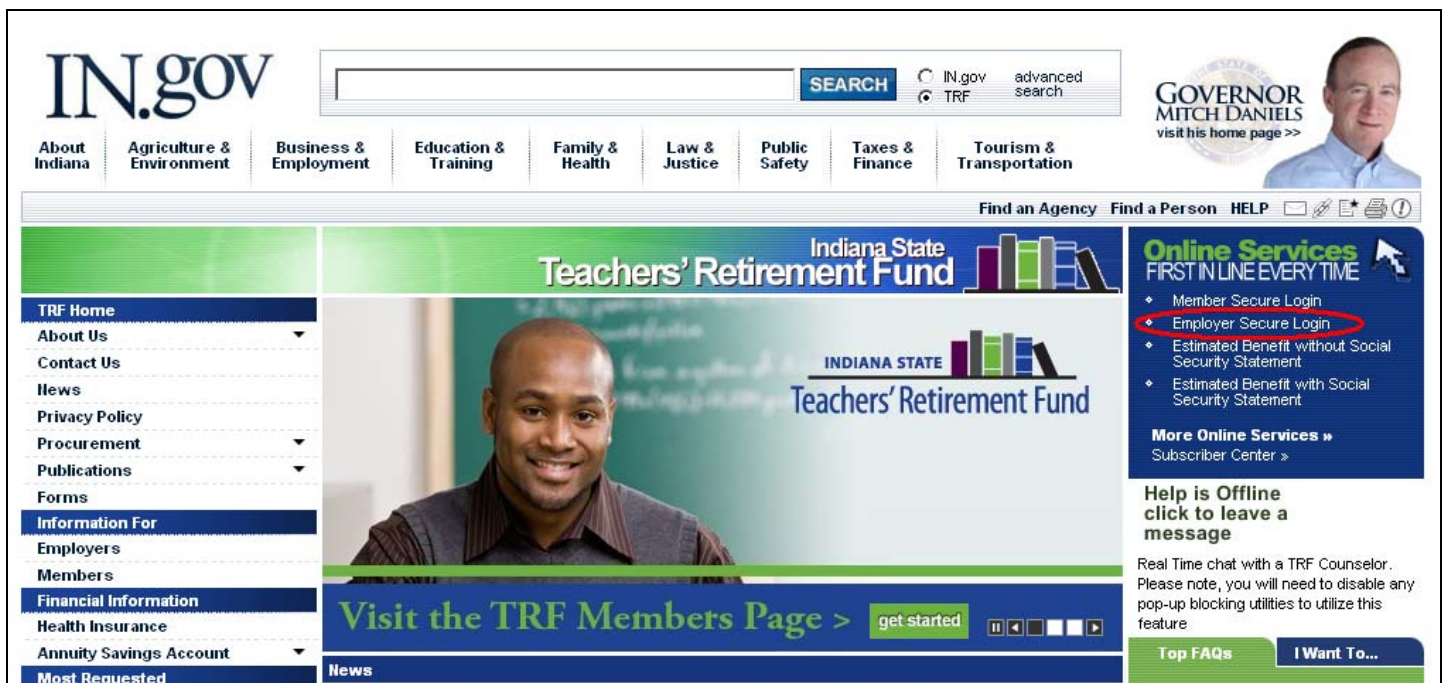 IN.gov
SEARCH
IN.gov
TRF
advanced
search
GOVERNOR
MITCH DANIELS
visit his home page >>
About
Indiana
Agriculture &
Environment
Business &
Employment
Education &
Training
Family &
Health
Law &
Justice
Public
Safety
Taxes &
Finance
Tourism &
Transportation
Find an Agency Find a Person HELP
Indiana State
Teachers' Retirement Fund
TRF Home
About Us
Contact Us
News
Privacy Policy
Procurement
Publications
Forms
Information For
Employers
Members
Financial Information
Health Insurance
Annuity Savings Account
Most Requested
INDIANA STATE
Teachers' Retirement Fund
Visit the TRF Members Page > get started
News
Online Services
FIRST IN LINE EVERY TIME
Member Secure Login
Employer Secure Login
Estimated Benefit without Social
Security Statement
Estimated Benefit with Social
Security Statement
More Online Services »
Subscriber Center »
Help is Offline
click to leave a
message
Real Time chat with a TRF Counselor.
Please note, you will need to disable any
pop-up blocking utilities to utilize this
feature
Top FAQs
I Want To...